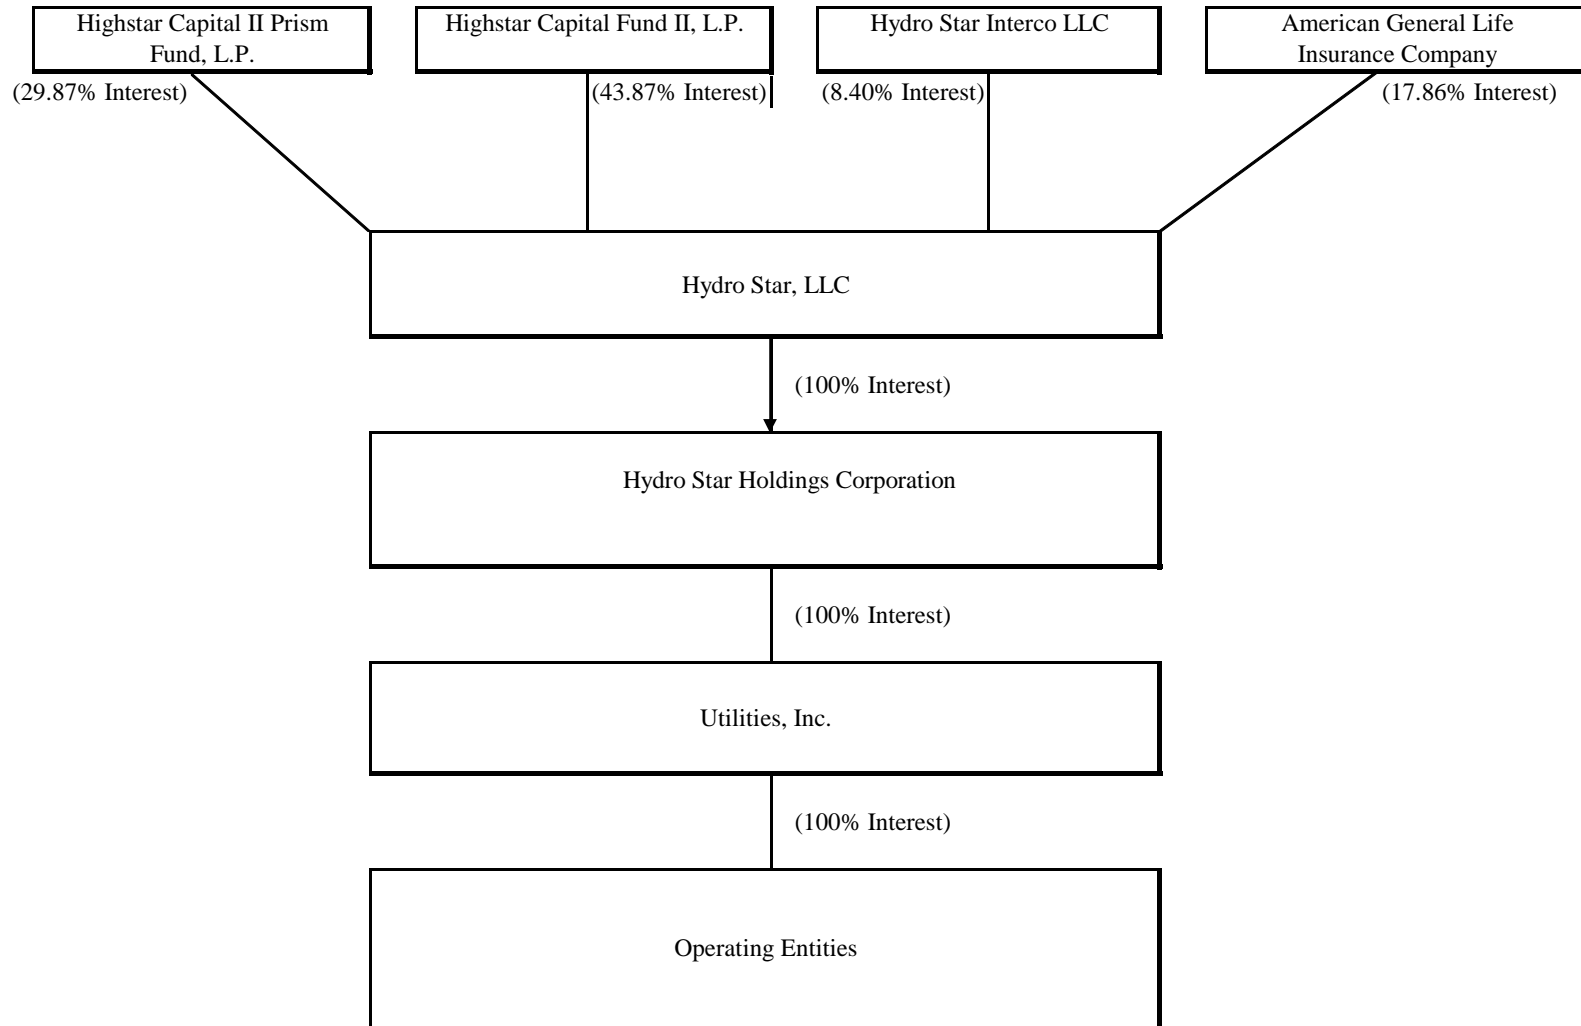 Highstar Capital II Prism
Fund, L.P.
Highstar Capital Fund II, L.P.
Hydro Star Interco LLC
American General Life
Insurance Company
(29.87% Interest)
(43.87% Interest)
(8.40% Interest)
(17.86% Interest)
Hydro Star, LLC
(100% Interest)
Hydro Star Holdings Corporation
(100% Interest)
Utilities, Inc.
(100% Interest)
Operating Entities